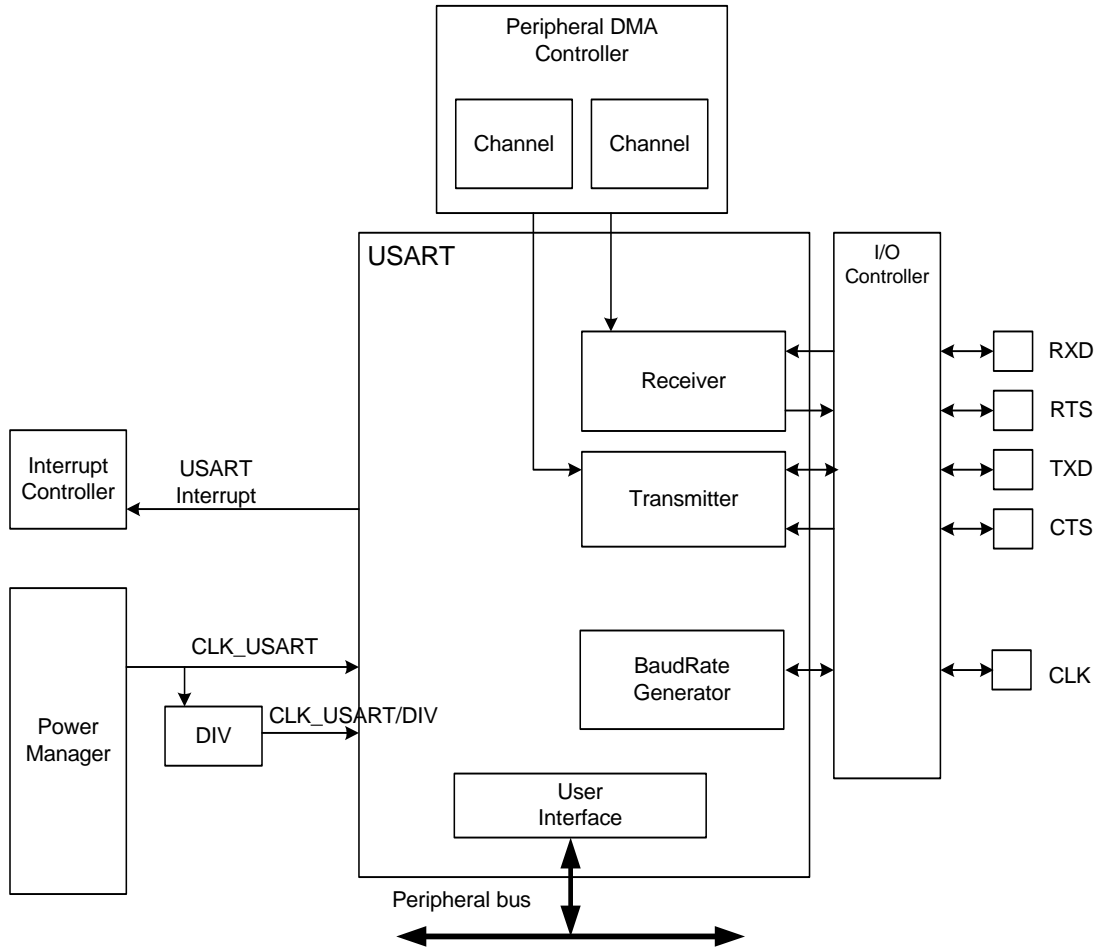 Peripheral DMA
Controller
Channel
Channel
USART
I/O
Controller
Receiver
RXD
RTS
Interrupt
Controller
USART
Interrupt
Transmitter
TXD
CTS
CLK_USART
BaudRate
Generator
CLK
Power
Manager
DIV
CLK_USART/DIV
User
Interface
Peripheral bus